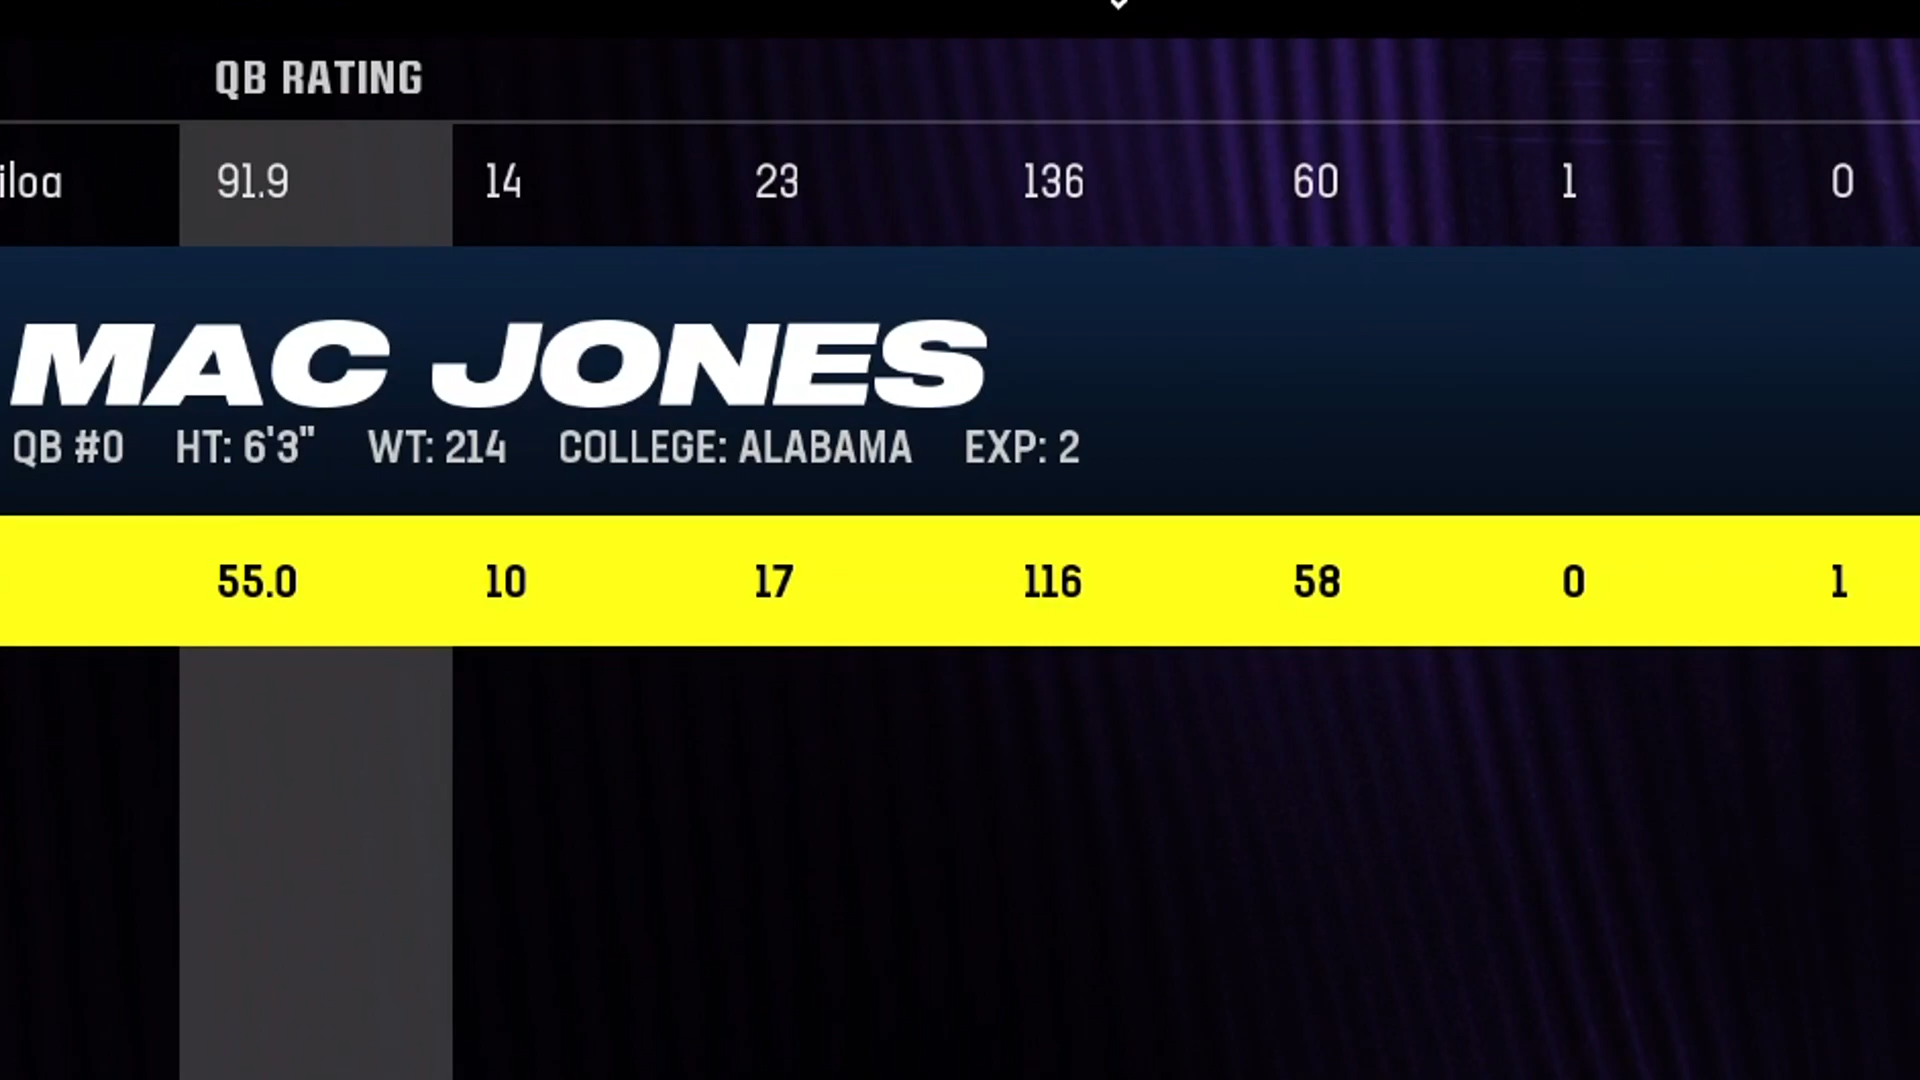 QB RATING
iloa 91.9 14 23 136 60 1 0
MAC JONES
QB #0 HT: 6'3" WT: 214 COLLEGE: ALABAMA EXP: 2
55.0 10 17 116 58 0 1